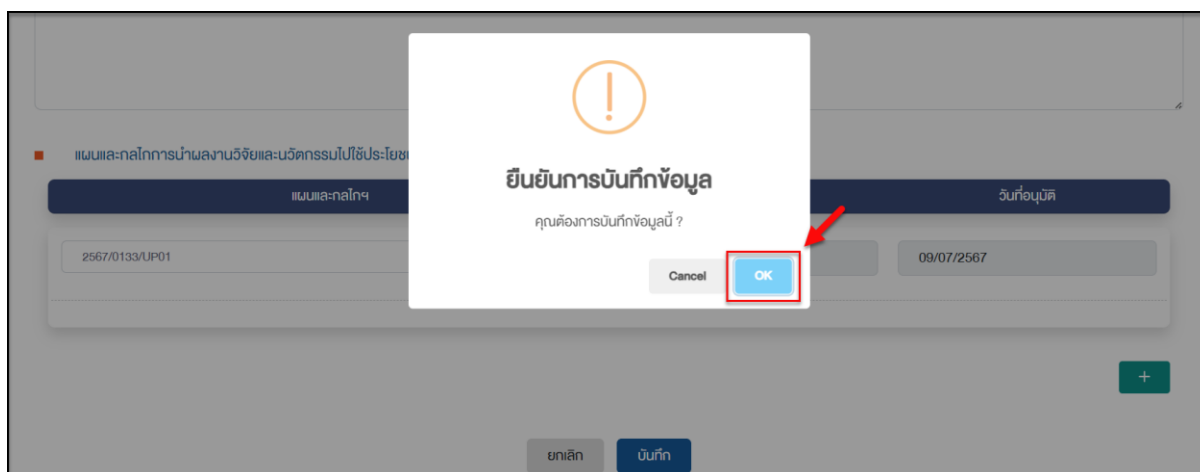 แผนและกลไกการนำผลงานวิจัยและนวัตกรรมไปใช้ประโยชน
ยืนยันการบันทึกข้อมูล
คุณต้องการบันทึกข้อมูลนี้ ?
Cancel OK
แผนและกลไกฯ วันที่อนุมัติ
2567/0133/UP01 09/07/2567
+
ยกเลิก บันทึก